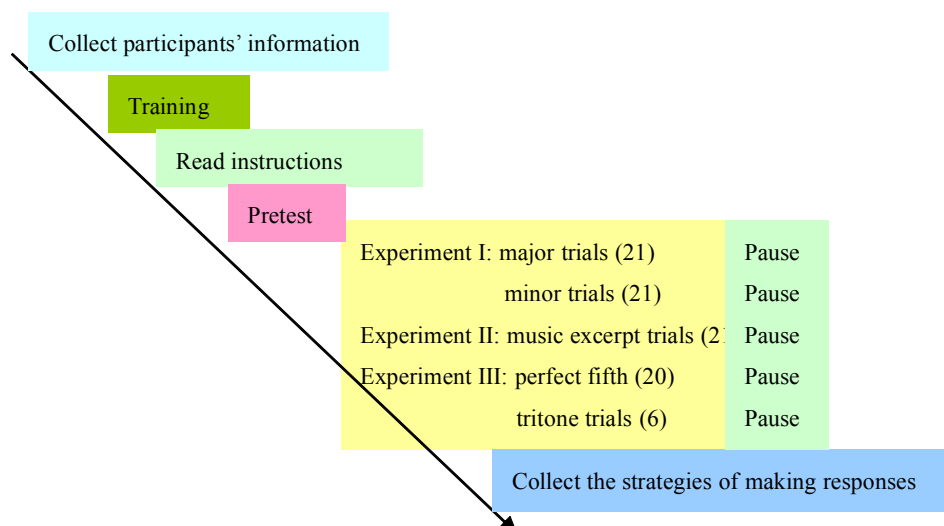 Collect participants’ information
Training
Read instructions
Pretest
Experiment I: major trials (21) Pause
minor trials (21) Pause
Experiment II: music excerpt trials (2 Pause
Experiment III: perfect fifth (20) Pause
tritone trials (6) Pause
Collect the strategies of making responses